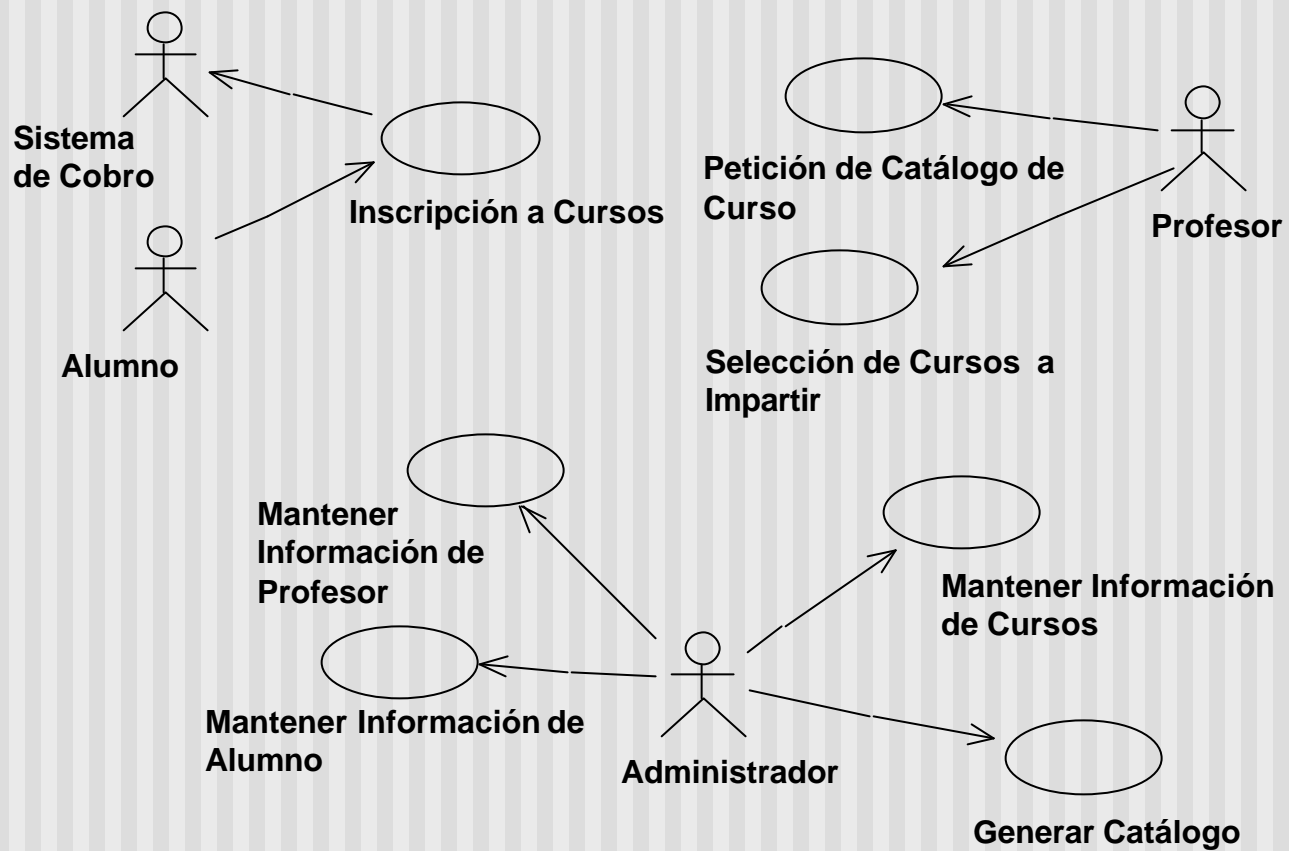 Sistema
de Cobro
Inscripción a Cursos
Alumno
Petición de Catálogo de
Curso
Profesor
Selección de Cursos a
Impartir
Mantener
Información de
Profesor
Mantener Información
de Cursos
Mantener Información de
Alumno
Administrador
Generar Catálogo